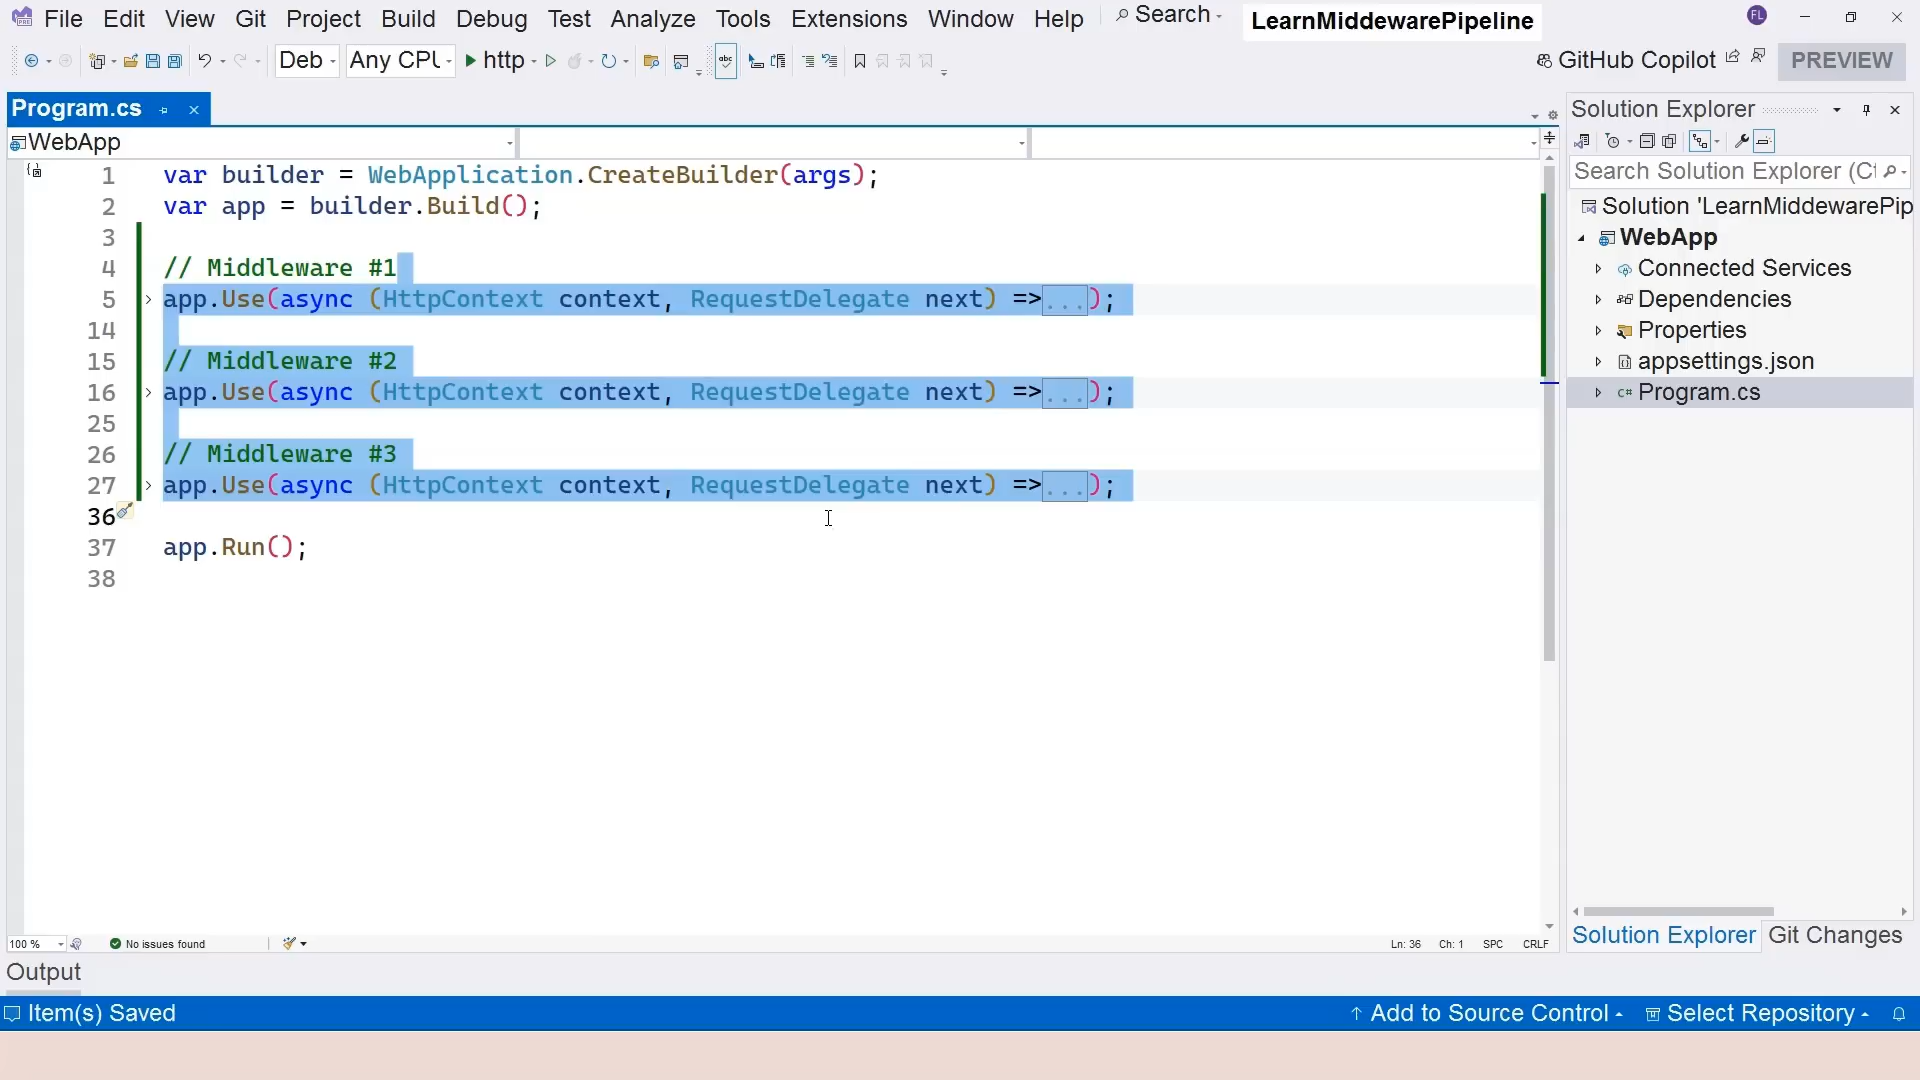 File Edit View Git Project Build Debug Test Analyze Tools Extensions Window Help Search LearnMiddewarePipeline FL
Deb Any CPU http GitHub Copilot PREVIEW
Program.cs
Solution Explorer
WebApp
Search Solution Explorer (Ct
1 var builder = WebApplication.CreateBuilder(args);
2 var app = builder.Build();
3
4 // Middleware #1
5 app.Use(async (HttpContext context, RequestDelegate next) =>...);
14
15 // Middleware #2
16 app.Use(async (HttpContext context, RequestDelegate next) =>...);
25
26 // Middleware #3
27 app.Use(async (HttpContext context, RequestDelegate next) =>...);
36
37 app.Run();
38
Solution 'LearnMiddewarePip
WebApp
Connected Services
Dependencies
Properties
appsettings.json
C# Program.cs
100 % No issues found Ln: 36 Ch: 1 SPC CRLF
Solution Explorer Git Changes
Output
Item(s) Saved Add to Source Control Select Repository